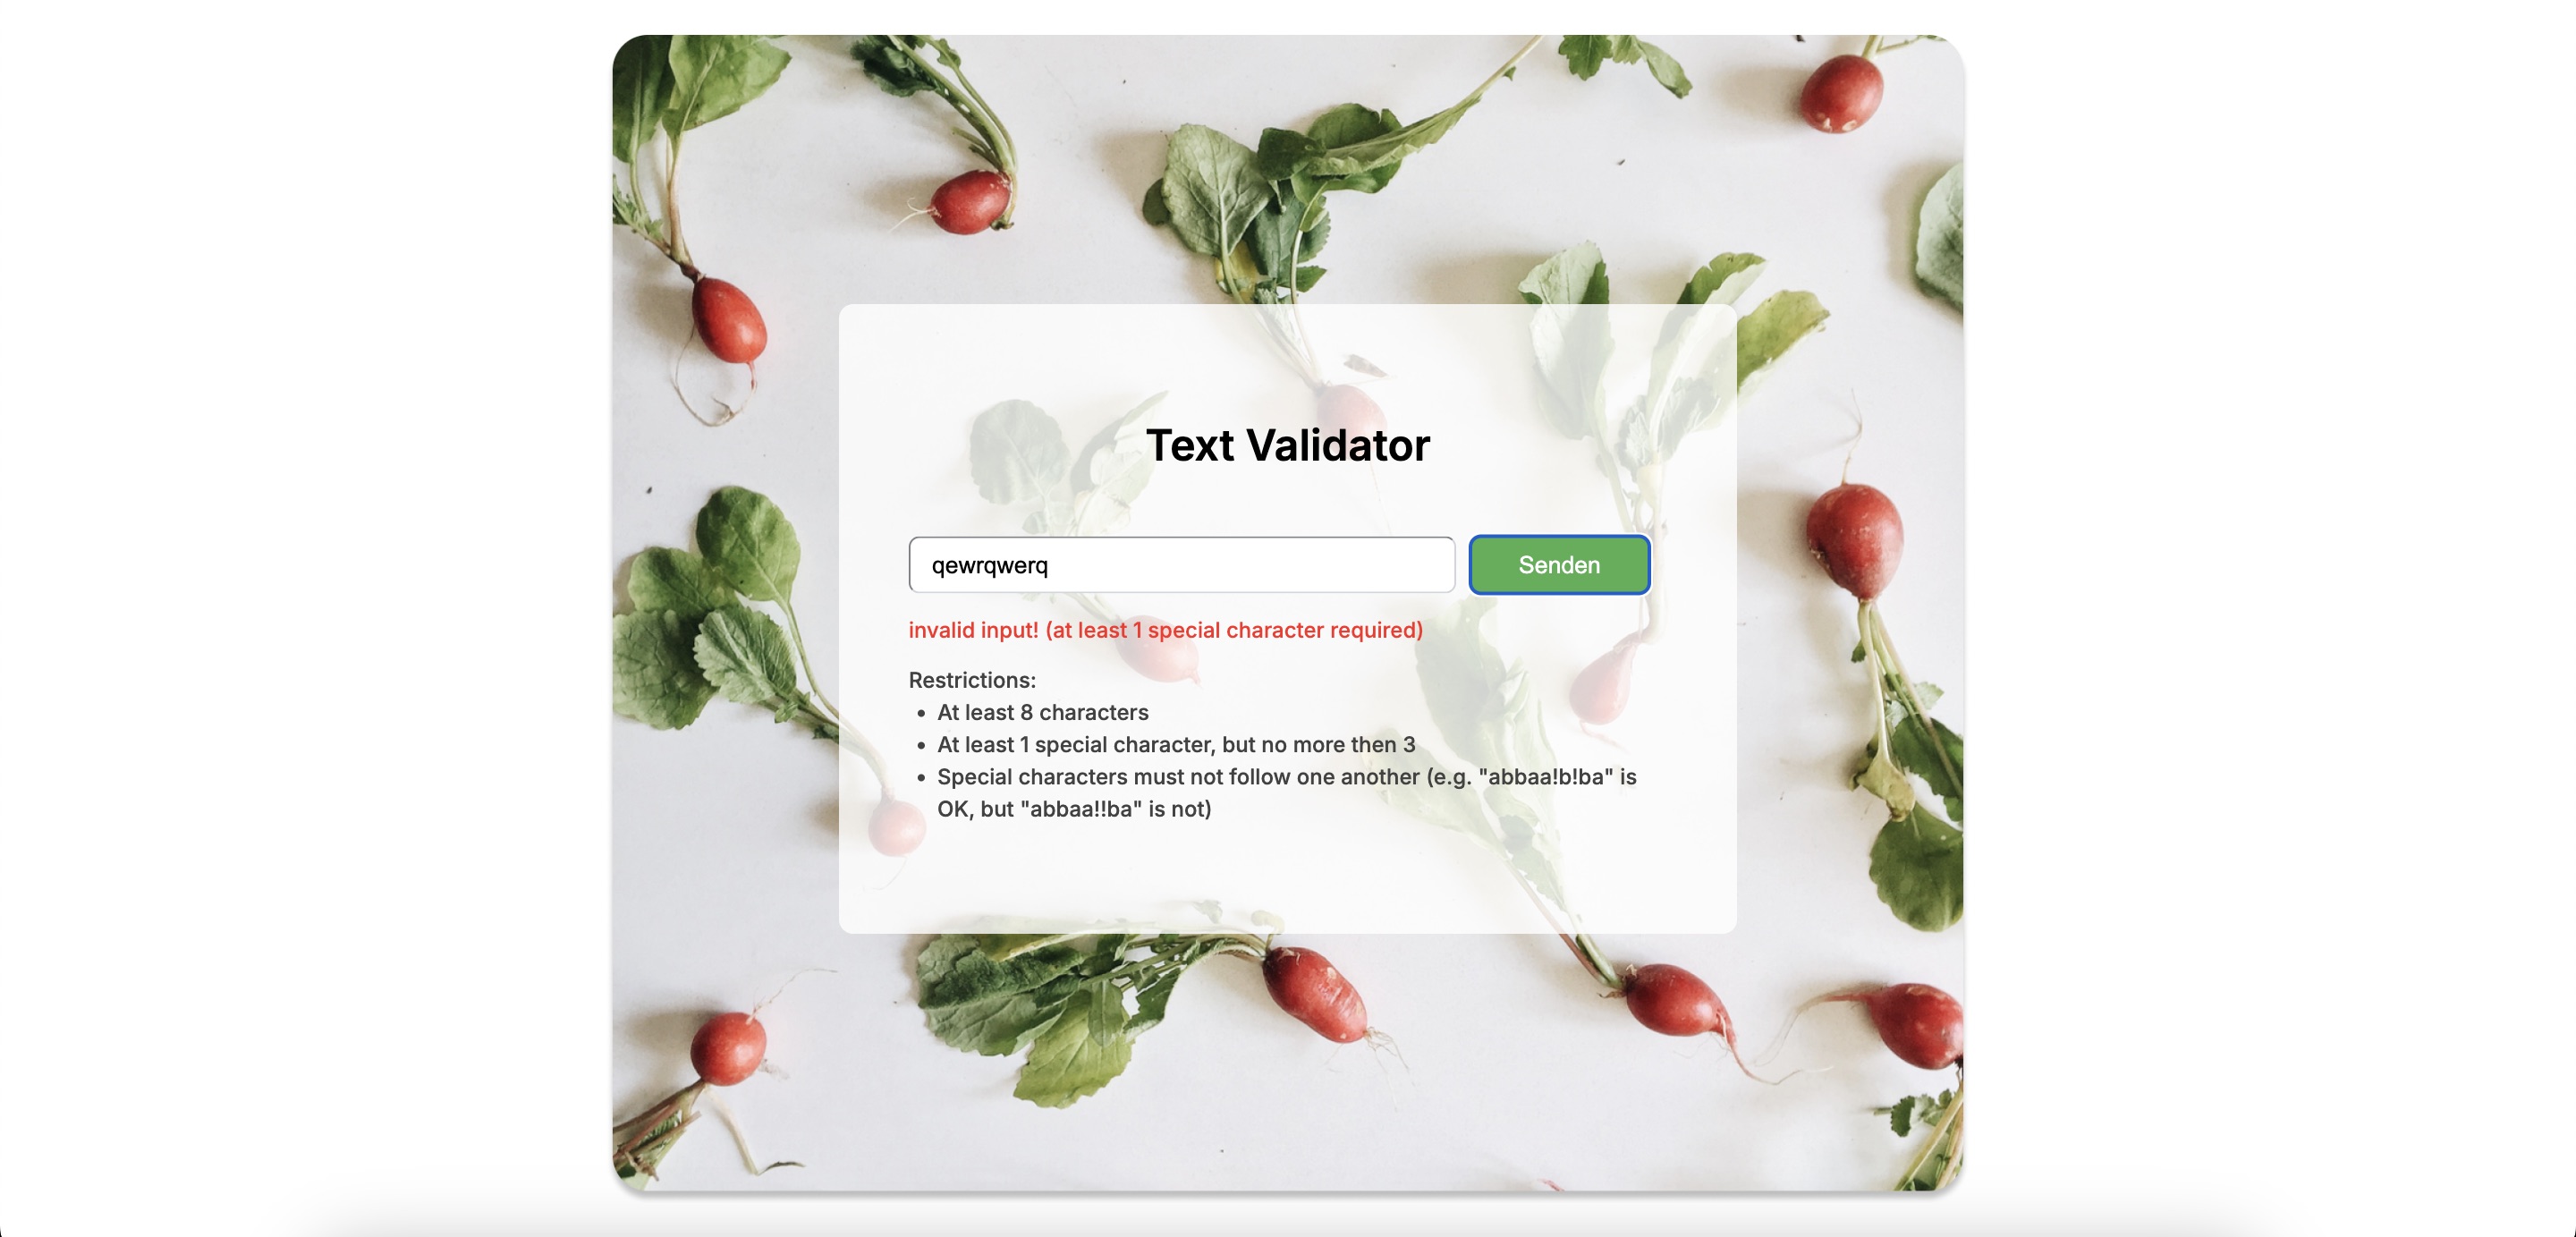 Text Validator
qewrqwerq
Senden
invalid input! (at least 1 special character required)
Restrictions:
• At least 8 characters
• At least 1 special character, but no more then 3
• Special characters must not follow one another (e.g. "abbaa!b!ba" is
OK, but "abbaa!!ba" is not)